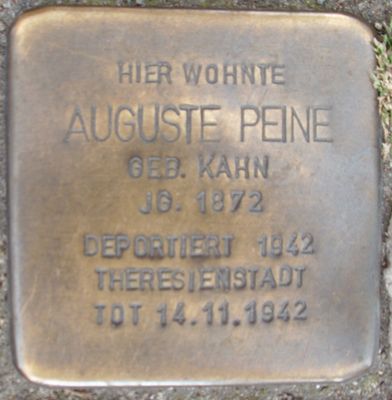 HIER WOHNTE
AUGUSTE PEINE
GEB. KAHN
JG. 1872
DEPORTIERT 1942
THERESIENSTADT
TOT 14.11.1942